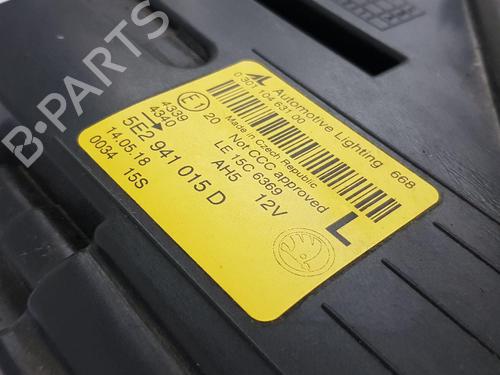 B-PARTS
Automotive Lighting 668
0 301 104 631 00
Made in Czech Republic
Not CCC approved
LE 15C 6369
AH5 12V
L
E1 20
4339
4340
5E2 941 015 D
14.05.18
0034 15S